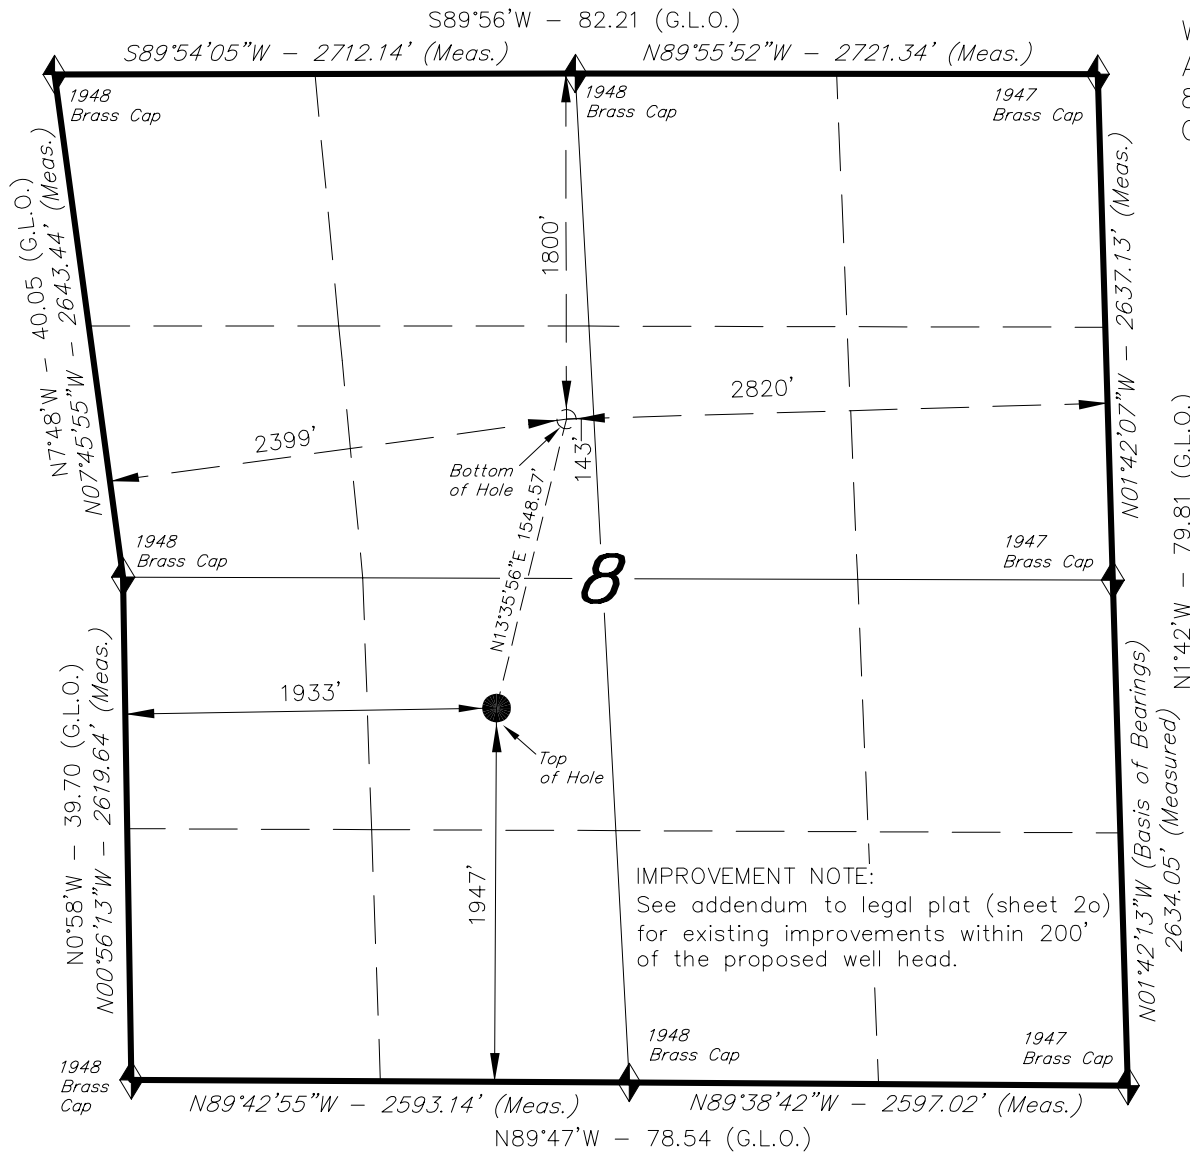 S89°56'W – 82.21 (G.L.O.)
S89°54'05"W – 2712.14' (Meas.)
N89°55'52"W – 2721.34' (Meas.)
1948
Brass Cap
1948
Brass Cap
1947
Brass Cap
N7°48'W – 40.05 (G.L.O.)
N07°45'55"W – 2643.44' (Meas.)
1800'
N01°42'07"W – 2637.13' (Meas.)
2820'
2399'
143'
Bottom
of Hole
N13°35'56"E 1548.57'
1948
Brass Cap
8
1947
Brass Cap
N1°42'W – 79.81 (G.L.O.)
N0°58'W – 39.70 (G.L.O.)
N00°56'13"W – 2619.64' (Meas.)
1933'
Top
of Hole
1947'
IMPROVEMENT NOTE:
See addendum to legal plat (sheet 2o)
for existing improvements within 200'
of the proposed well head.
N01°42'13"W (Basis of Bearings)
2634.05' (Measured)
1948
Brass
Cap
1948
Brass Cap
1947
Brass Cap
N89°42'55"W – 2593.14' (Meas.)
N89°38'42"W – 2597.02' (Meas.)
N89°47'W – 78.54 (G.L.O.)